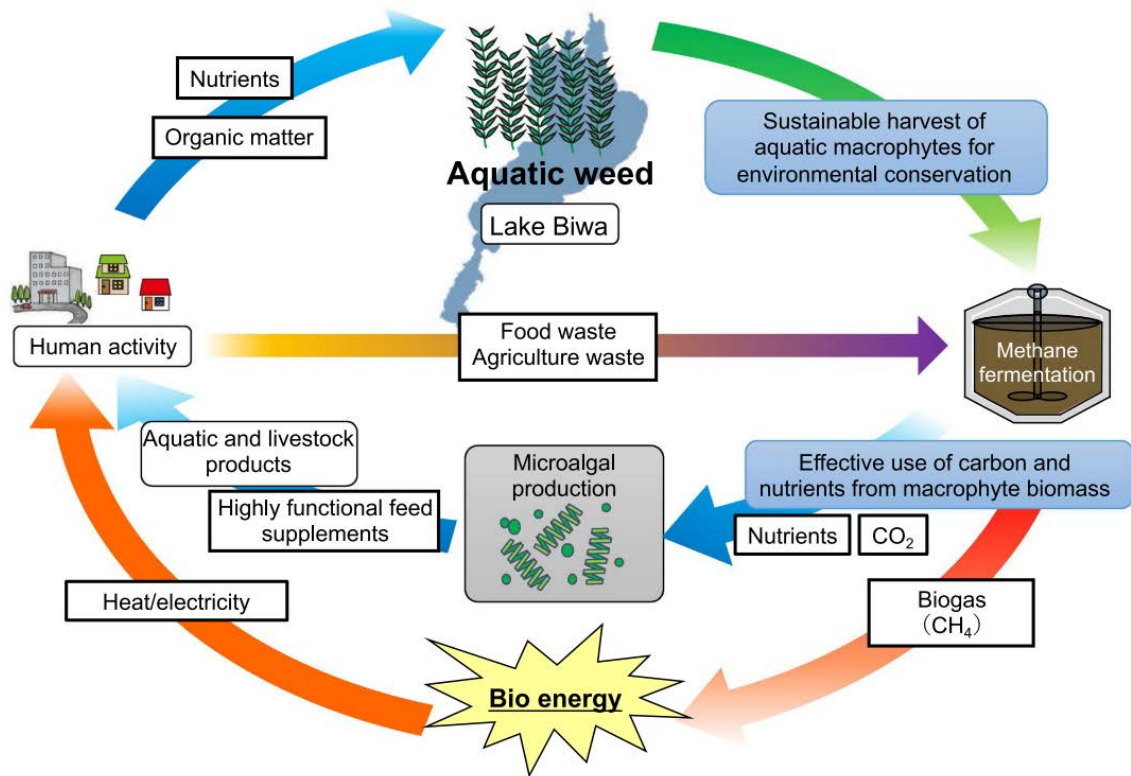 Nutrients
Organic matter
Aquatic weed
Lake Biwa
Sustainable harvest of
aquatic macrophytes for
environmental conservation
Human activity
Food waste
Agriculture waste
Methane
fermentation
Aquatic and livestock
products
Highly functional feed
supplements
Microalgal
production
Effective use of carbon and
nutrients from macrophyte biomass
Nutrients
CO₂
Heat/electricity
Biogas
（CH₄）
Bio energy